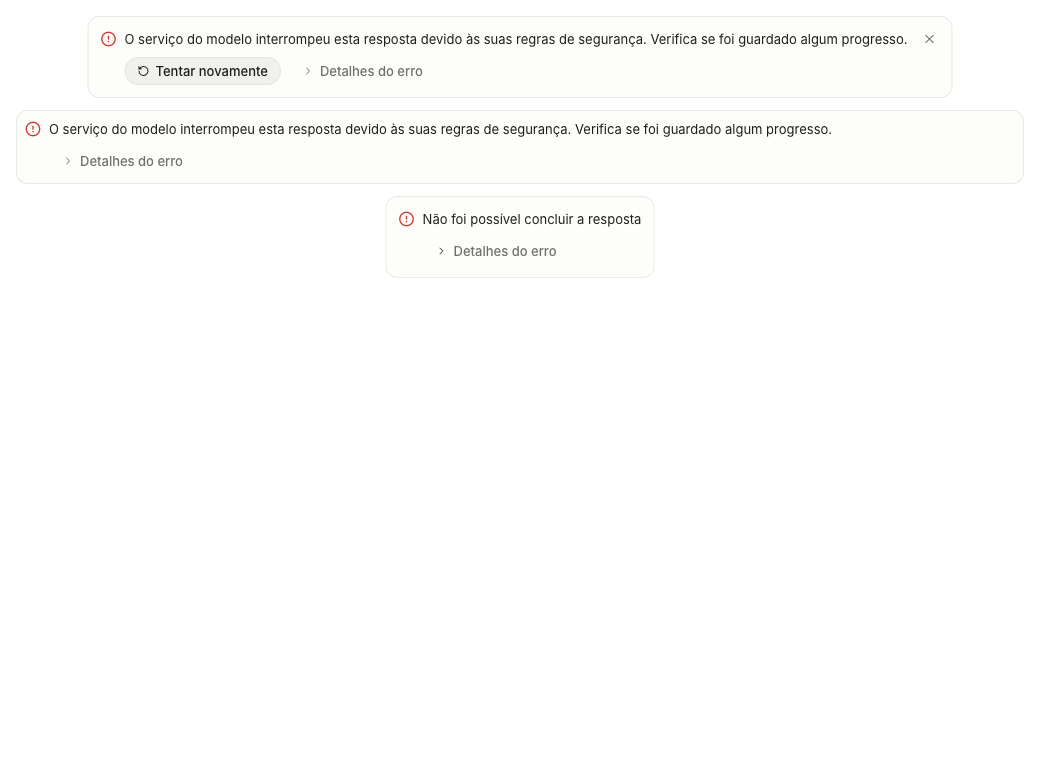 O serviço do modelo interrompeu esta resposta devido às suas regras de segurança. Verifica se foi guardado algum progresso.
Tentar novamente
Detalhes do erro
O serviço do modelo interrompeu esta resposta devido às suas regras de segurança. Verifica se foi guardado algum progresso.
Detalhes do erro
Não foi possível concluir a resposta
Detalhes do erro